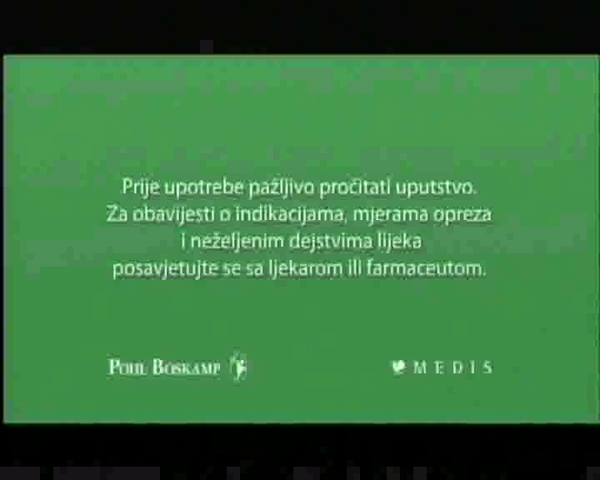 Prije upotrebe pažljivo pročitati uputstvo.
Za obavijesti o indikacijama, mjerama opreza
i neželjenim dejstvima lijeka
posavjetujte se sa ljekarom ili farmaceutom.
POHL BOSKAMP
MEDIS